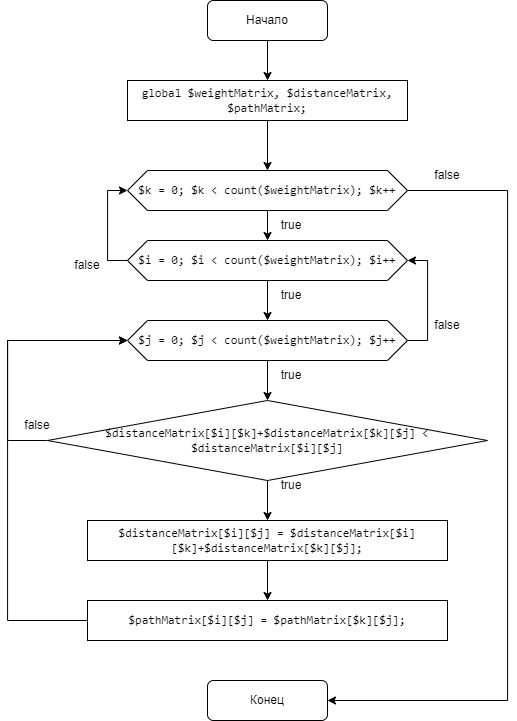 Начало
global $weightMatrix, $distanceMatrix,
$pathMatrix;
$k = 0; $k < count($weightMatrix); $k++
false
true
$i = 0; $i < count($weightMatrix); $i++
false
true
$j = 0; $j < count($weightMatrix); $j++
false
true
false
$distanceMatrix[$i][$k]+$distanceMatrix[$k][$j] <
$distanceMatrix[$i][$j]
true
$distanceMatrix[$i][$j] = $distanceMatrix[$i]
[$k]+$distanceMatrix[$k][$j];
$pathMatrix[$i][$j] = $pathMatrix[$k][$j];
Конец